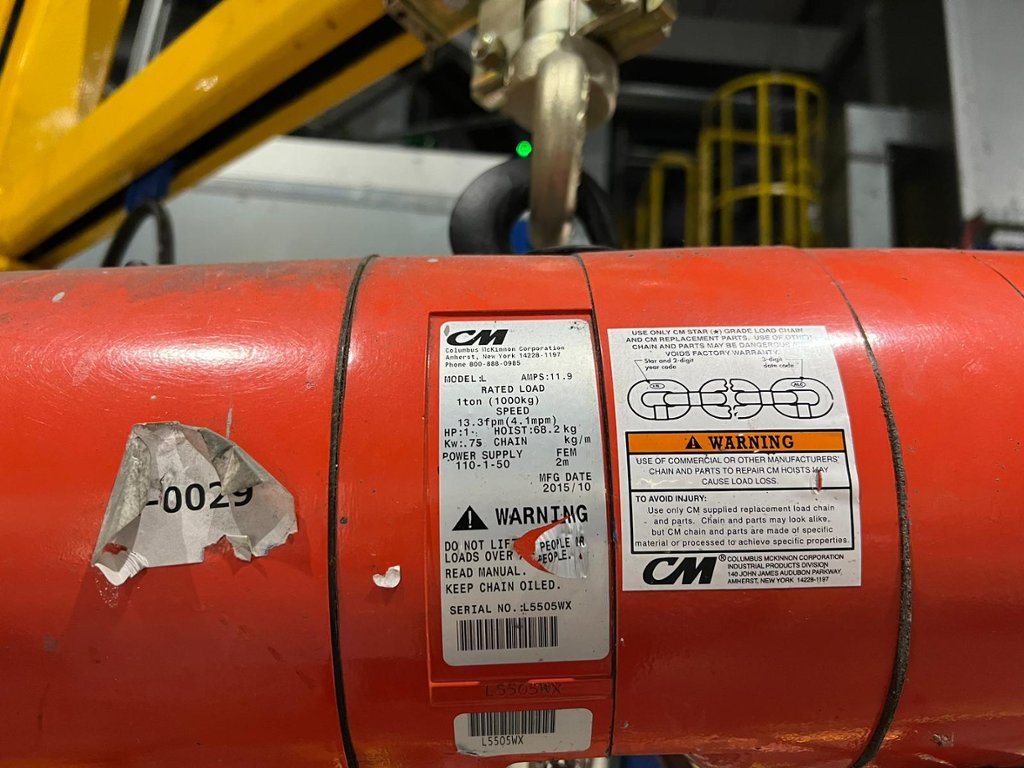 -0029
CM
Columbus McKinnon Corporation
Amherst, New York 14228-1197
Phone 800-888-0985
MODEL:L AMPS:11.9
RATED LOAD
1ton (1000kg)
SPEED
13.3fpm(4.1mpm)
HP:1 HOIST:68.2kg
Kw:.75 CHAIN kg/m
POWER SUPPLY FEM
110-1-50 2m
MFG DATE
2015/10
WARNING
DO NOT LIFT PEOPLE
LOADS OVER PEOPLE.
READ MANUAL.
KEEP CHAIN OILED.
SERIAL NO.:L5505WX
L5505WX
L5505WX
USE ONLY CM STAR (★) GRADE LOAD CHAIN
AND CM REPLACEMENT PARTS. USE OF OTHER
CHAIN AND PARTS MAY BE DANGEROUS AND
VOIDS FACTORY WARRANTY.
Star and 2-digit
year code
2-digit
date code
WARNING
USE OF COMMERCIAL OR OTHER MANUFACTURERS'
CHAIN AND PARTS TO REPAIR CM HOISTS MAY
CAUSE LOAD LOSS.
TO AVOID INJURY:
Use only CM supplied replacement load chain
and parts. Chain and parts may look alike,
but CM chain and parts are made of specific
material or processed to achieve specific properties.
CM® COLUMBUS MCKINNON CORPORATION
INDUSTRIAL PRODUCTS DIVISION
140 JOHN JAMES AUDUBON PARKWAY,
AMHERST, NEW YORK 14228-1197